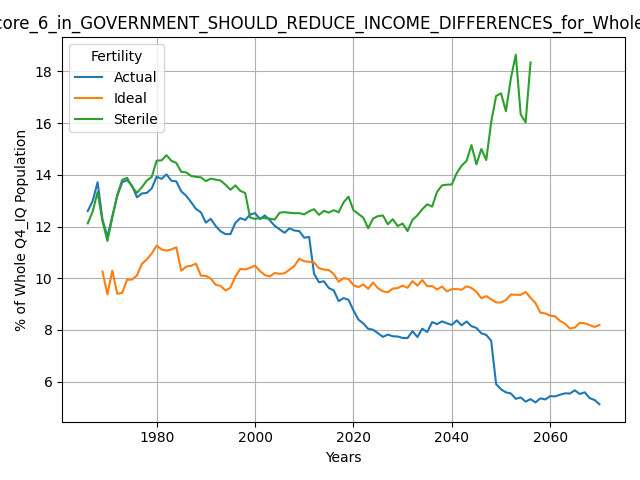 core_6_in_GOVERNMENT_SHOULD_REDUCE_INCOME_DIFFERENCES_for_Whole
Fertility
Actual
Ideal
Sterile
% of Whole Q4_IQ Population
18
16
14
12
10
8
6
1980 2000 2020 2040 2060
Years